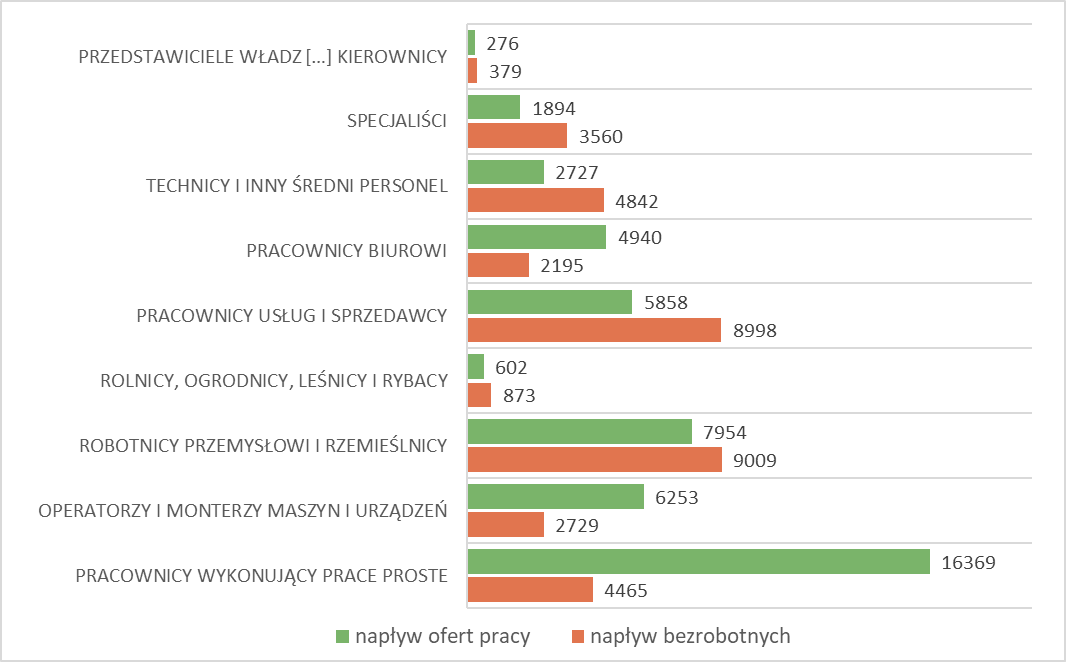 PRZEDSTAWICIELE WŁADZ [...] KIEROWNICY
276
379
SPECJALIŚCI
1894
3560
TECHNICY I INNY ŚREDNI PERSONEL
2727
4842
PRACOWNICY BIUROWI
4940
2195
PRACOWNICY USŁUG I SPRZEDAWCY
5858
8998
ROLNICY, OGRODNICY, LEŚNICY I RYBACY
602
873
ROBOTNICY PRZEMYSŁOWI I RZEMIEŚLNICY
7954
9009
OPERATORZY I MONTERZY MASZYN I URZĄDZEŃ
6253
2729
PRACOWNICY WYKONUJĄCY PRACE PROSTE
16369
4465
napływ ofert pracy
napływ bezrobotnych